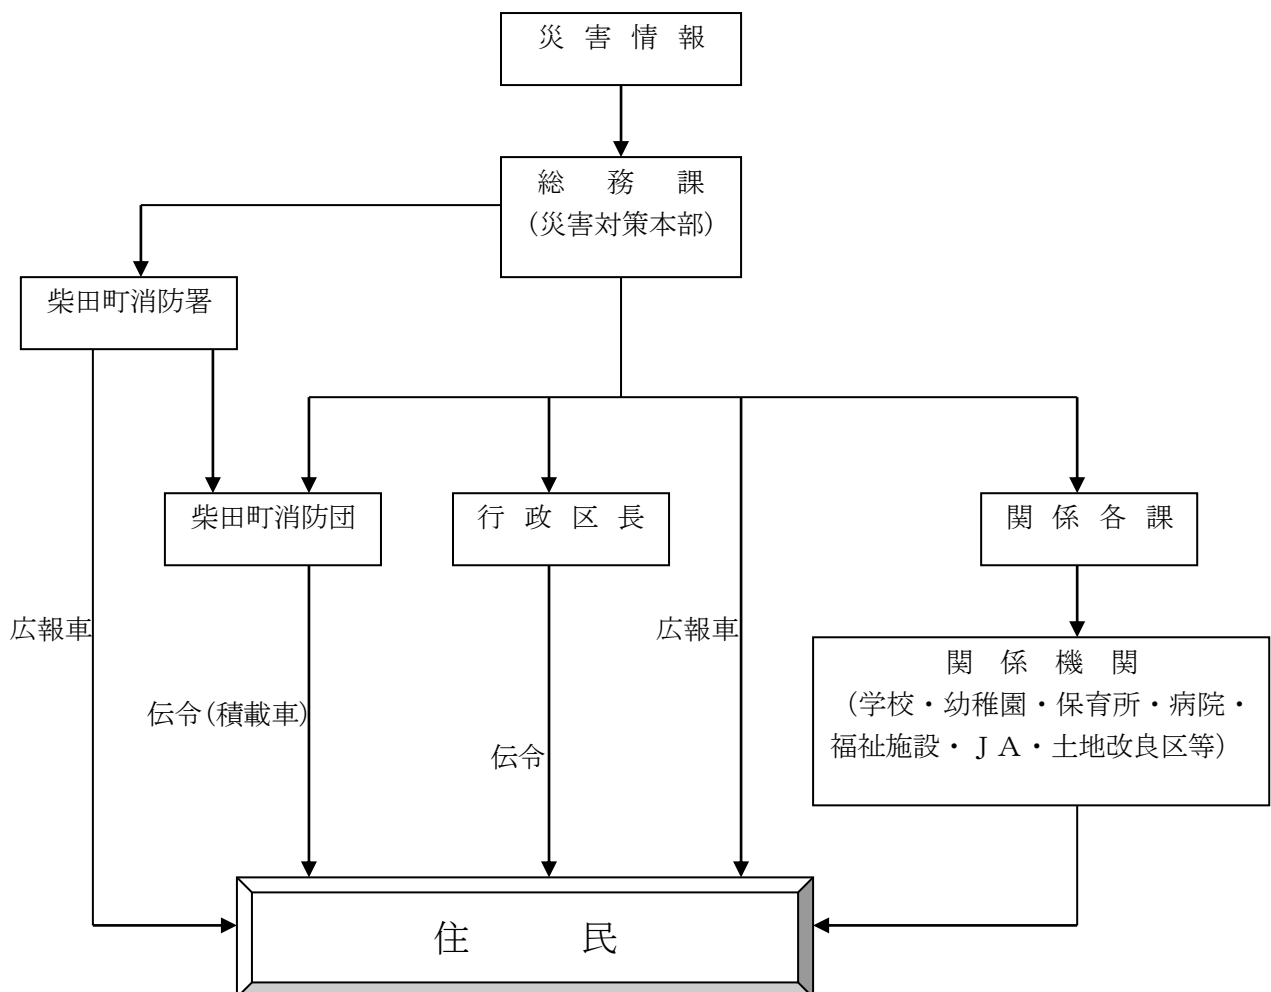 災害情報
総務課
(災害対策本部)
柴田町消防署
柴田町消防団
行政区長
関係各課
広報車
広報車
関係機関
(学校・幼稚園・保育所・病院・
福祉施設・JA・土地改良区等)
伝令(積載車)
伝令
住民